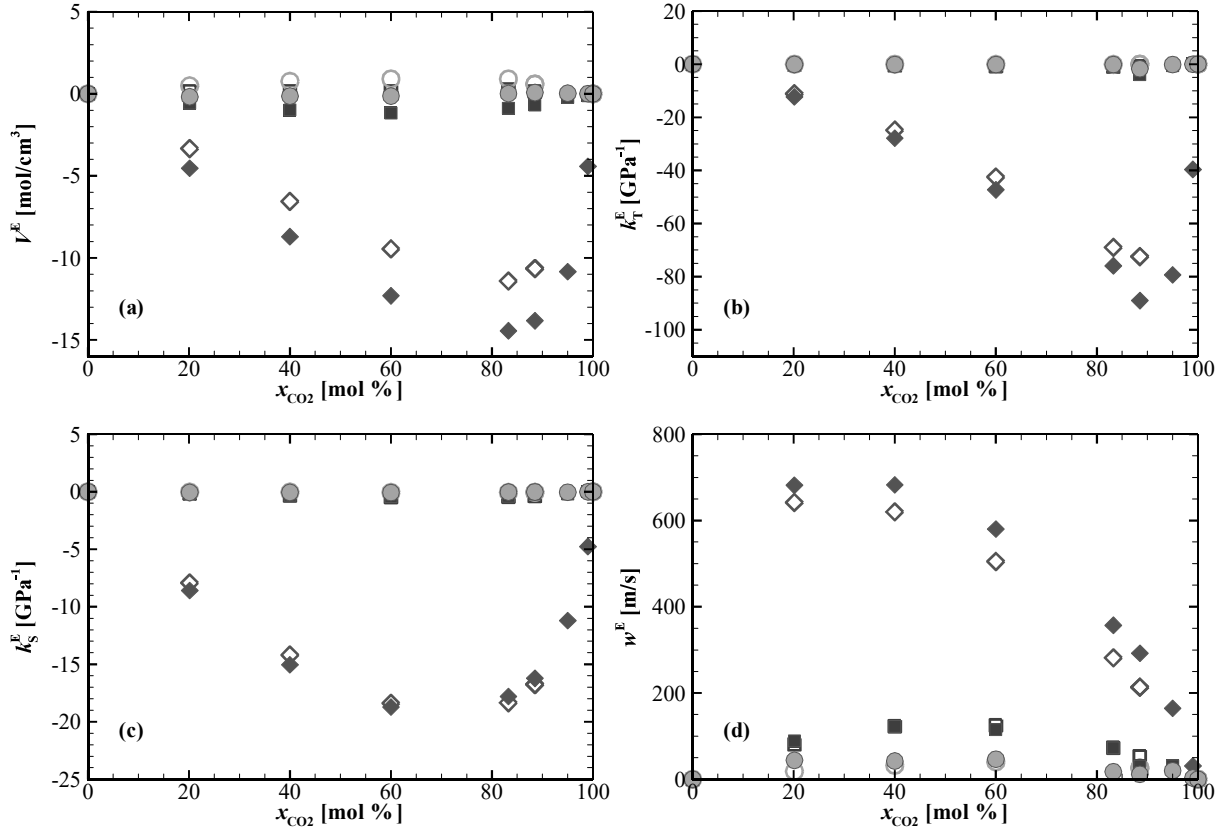 5
0
-5
-10
-15
V^E [mol/cm³]
(a)
0 20 40 60 80 100
x_CO2 [mol %]
20
0
-20
-40
-60
-80
-100
k_T^E [GPa⁻¹]
(b)
0 20 40 60 80 100
x_CO2 [mol %]
5
0
-5
-10
-15
-20
-25
k_S^E [GPa⁻¹]
(c)
0 20 40 60 80 100
x_CO2 [mol %]
800
600
400
200
0
w^E [m/s]
(d)
0 20 40 60 80 100
x_CO2 [mol %]